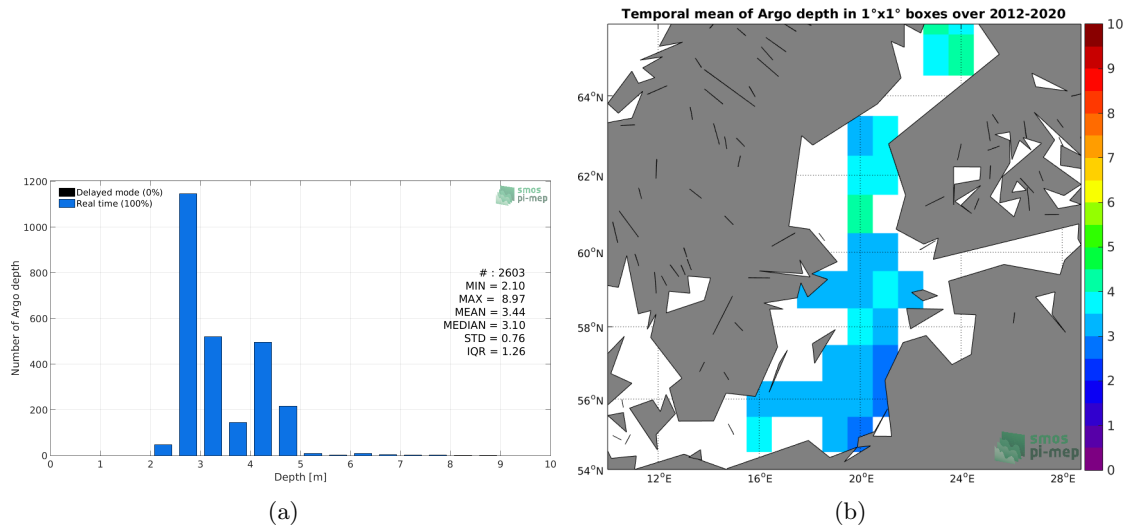 Number of Argo depth
1200
1000
800
600
400
200
0
Delayed mode (0%)
Real time (100%)
smos
pi-mep
# : 2603
MIN = 2.10
MAX = 8.97
MEAN = 3.44
MEDIAN = 3.10
STD = 0.76
IQR = 1.26
0 1 2 3 4 5 6 7 8 9 10
Depth [m]
(a)
Temporal mean of Argo depth in 1°x1° boxes over 2012-2020
64°N
62°N
60°N
58°N
56°N
54°N
12°E 16°E 20°E 24°E 28°E
smos
pi-mep
10
9
8
7
6
5
4
3
2
1
0
(b)